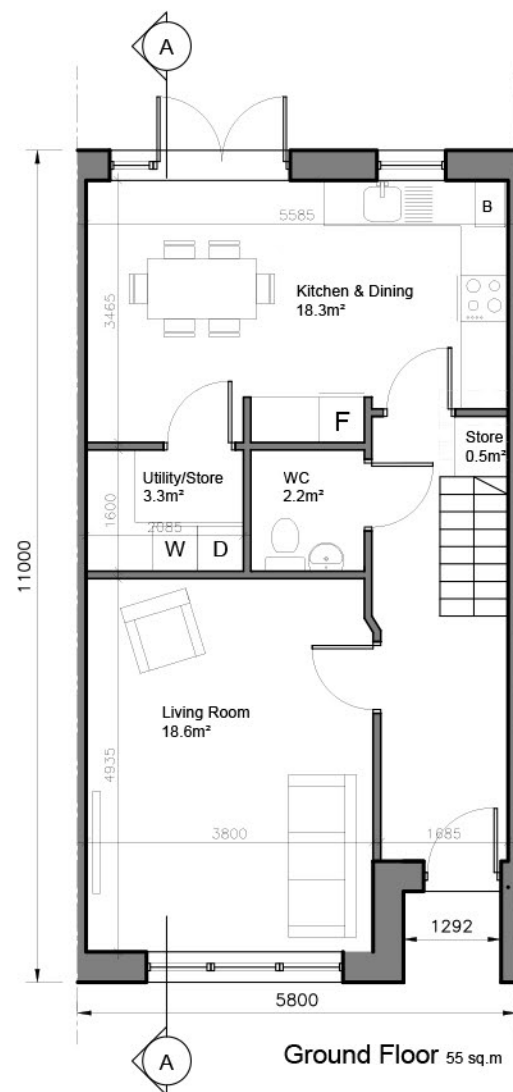 A
5585
B
Kitchen & Dining
18.3m²
3465
F
Store
0.5m²
Utility/Store
3.3m²
WC
2.2m²
1600
2085
W D
11000
Living Room
18.6m²
4935
3800
1685
1292
5800
A
Ground Floor 55 sq.m